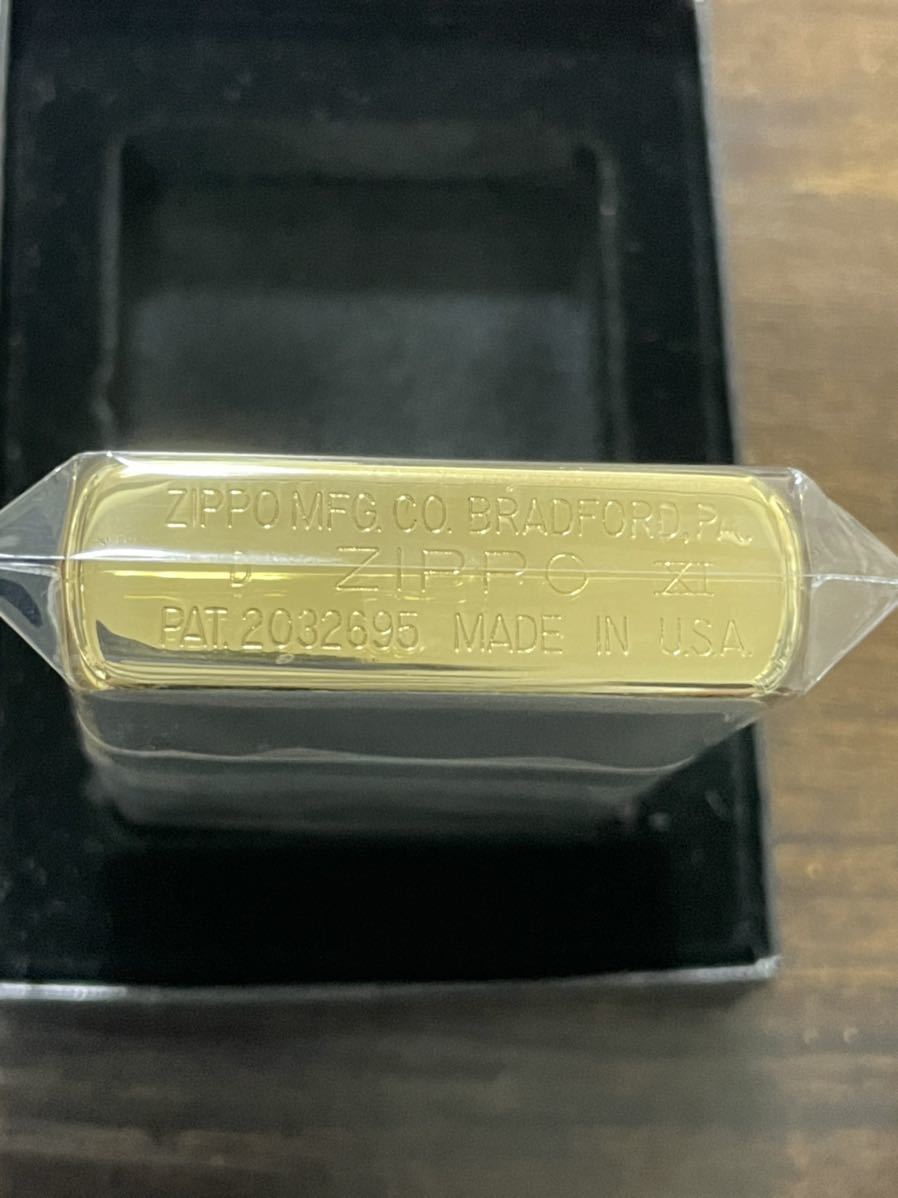 ZIPPO MFG. CO. BRADFORD, PA.
D ZIPPO XI
PAT. 2032695 MADE IN U.S.A.